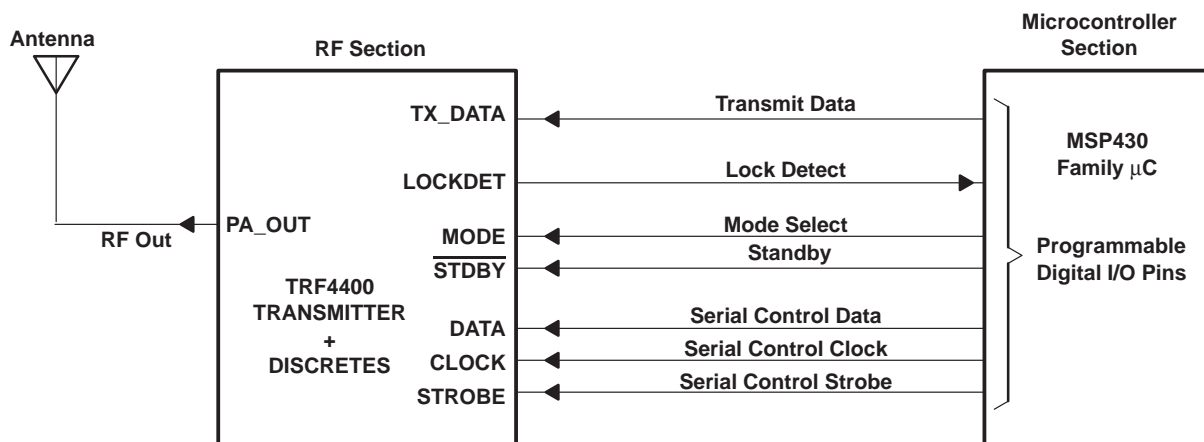 Antenna
RF Section
Microcontroller
Section
TX_DATA
Transmit Data
MSP430
Family µC
LOCKDET
Lock Detect
RF Out
PA_OUT
MODE
Mode Select
STDBY
Standby
Programmable
Digital I/O Pins
TRF4400
TRANSMITTER
+
DISCRETES
DATA
Serial Control Data
CLOCK
Serial Control Clock
STROBE
Serial Control Strobe